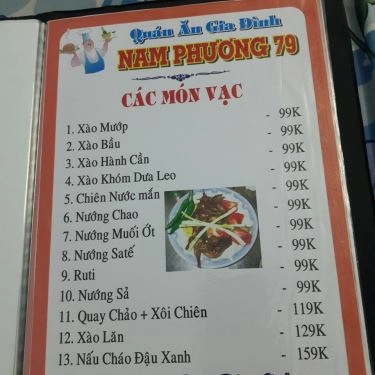 Quán Ăn Gia Đình
NAM PHƯƠNG 79
CÁC MÓN VẠC
1. Xào Mướp - 99K
2. Xào Bầu - 99K
3. Xào Hành Cần - 99K
4. Xào Khóm Dưa Leo - 99K
5. Chiên Nước mắn - 99K
6. Nướng Chao - 99K
7. Nướng Muối Ớt - 99K
8. Nướng Satế - 99K
9. Ruti - 99K
10. Nướng Sả - 99K
11. Quay Chảo + Xôi Chiên - 119K
12. Xào Lăn - 129K
13. Nấu Cháo Đậu Xanh - 159K